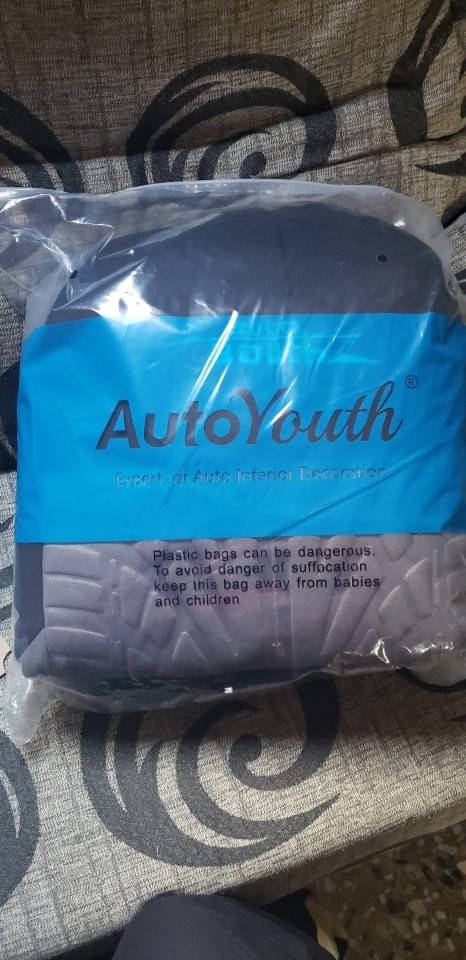 AutoYouth®
Expert of Auto Interior Decoration
Plastic bags can be dangerous.
To avoid danger of suffocation
keep this bag away from babies
and children